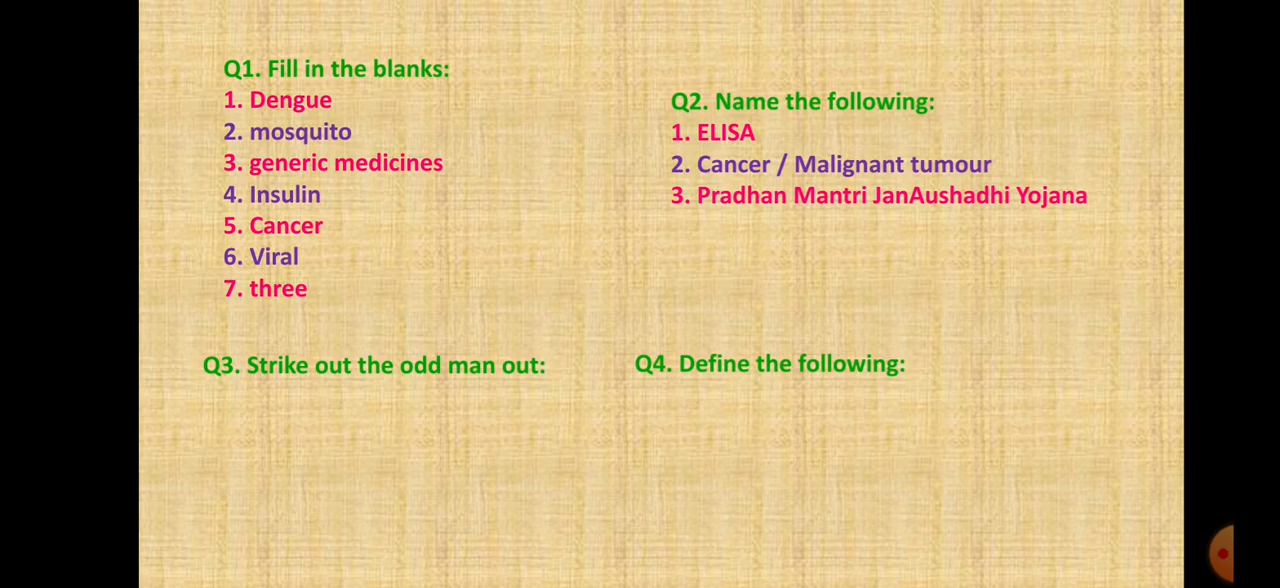 Q1. Fill in the blanks:
1. Dengue
2. mosquito
3. generic medicines
4. Insulin
5. Cancer
6. Viral
7. three
Q2. Name the following:
1. ELISA
2. Cancer / Malignant tumour
3. Pradhan Mantri JanAushadhi Yojana
Q3. Strike out the odd man out:
Q4. Define the following: